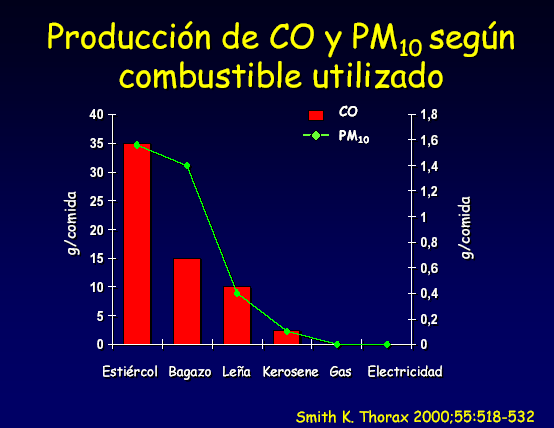 Producción de CO y PM10 según
combustible utilizado
CO
PM10
40
35
30
25
20
15
10
5
0
g/comida
1,8
1,6
1,4
1,2
1
0,8
0,6
0,4
0,2
0
g/comida
Estiércol Bagazo Leña Kerosene Gas Electricidad
Smith K. Thorax 2000;55:518-532